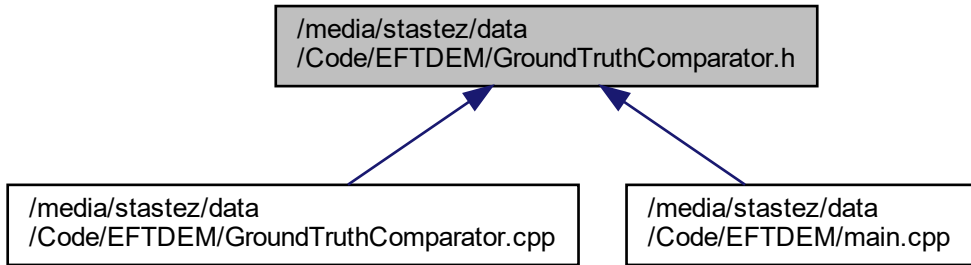 /media/stastez/data
/Code/EFTDEM/GroundTruthComparator.h
/media/stastez/data
/Code/EFTDEM/GroundTruthComparator.cpp
/media/stastez/data
/Code/EFTDEM/main.cpp